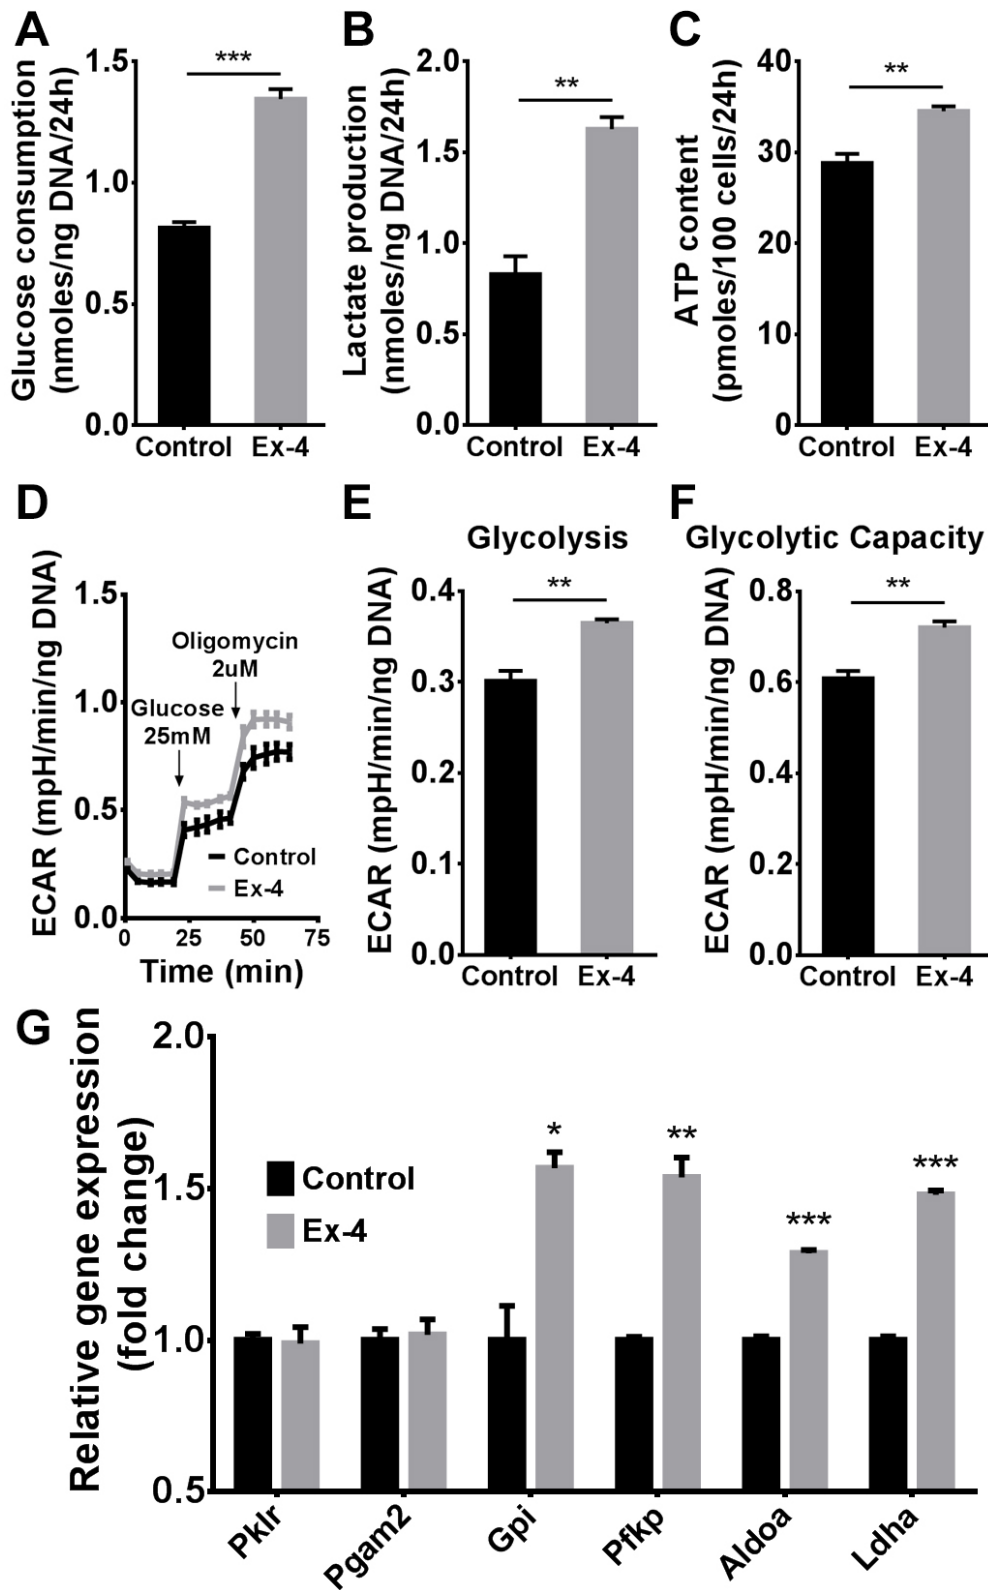 A
Glucose consumption
(nmoles/ng DNA/24h)
1.5
1.0
0.5
0.0
***
Control
Ex-4
B
Lactate production
(nmoles/ng DNA/24h)
2.0
1.5
1.0
0.5
0.0
**
Control
Ex-4
C
ATP content
(pmoles/100 cells/24h)
40
30
20
10
0
**
Control
Ex-4
D
ECAR (mpH/min/ng DNA)
1.5
1.0
0.5
0.0
Oligomycin
2uM
Glucose
25mM
Control
Ex-4
0
25
50
75
Time (min)
E
Glycolysis
ECAR (mpH/min/ng DNA)
0.4
0.3
0.2
0.1
0.0
**
Control
Ex-4
F
Glycolytic Capacity
ECAR (mpH/min/ng DNA)
0.8
0.6
0.4
0.2
0.0
**
Control
Ex-4
G
Relative gene expression
(fold change)
2.0
1.5
1.0
0.5
Control
Ex-4
*
**
***
***
Pklr
Pgam2
Gpi
Pfkp
Aldoa
Ldha